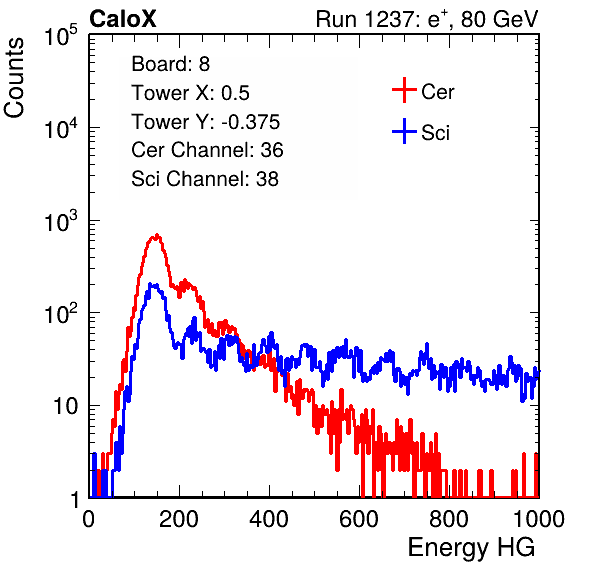 CaloX Run 1237: e⁺, 80 GeV
Board: 8
Tower X: 0.5
Tower Y: -0.375
Cer Channel: 36
Sci Channel: 38
Cer
Sci
Counts
10⁵
10⁴
10³
10²
10
1
0 200 400 600 800 1000
Energy HG